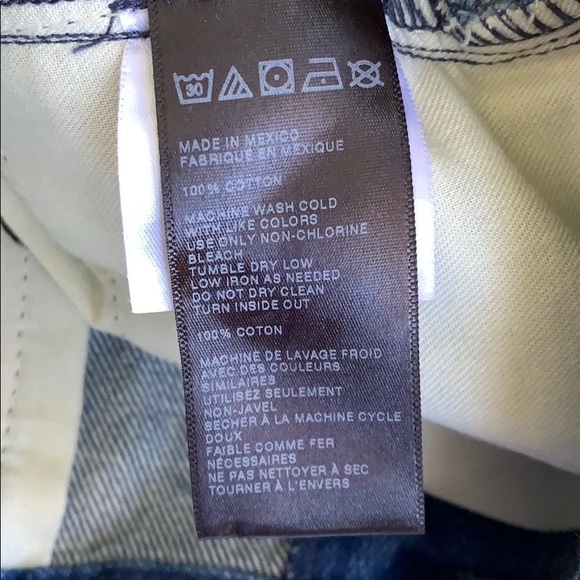 30
MADE IN MEXICO
FABRIQUE EN MEXIQUE
100% COTTON
MACHINE WASH COLD
WITH LIKE COLORS
USE ONLY NON-CHLORINE
BLEACH
TUMBLE DRY LOW
LOW IRON AS NEEDED
DO NOT DRY CLEAN
TURN INSIDE OUT
100% COTON
MACHINE DE LAVAGE FROID
AVEC DES COULEURS
SIMILAIRES
UTILISEZ SEULEMENT
NON-JAVEL
SECHER À LA MACHINE CYCLE
DOUX
FAIBLE COMME FER
NÉCESSAIRES
NE PAS NETTOYER À SEC
TOURNER À L'ENVERS